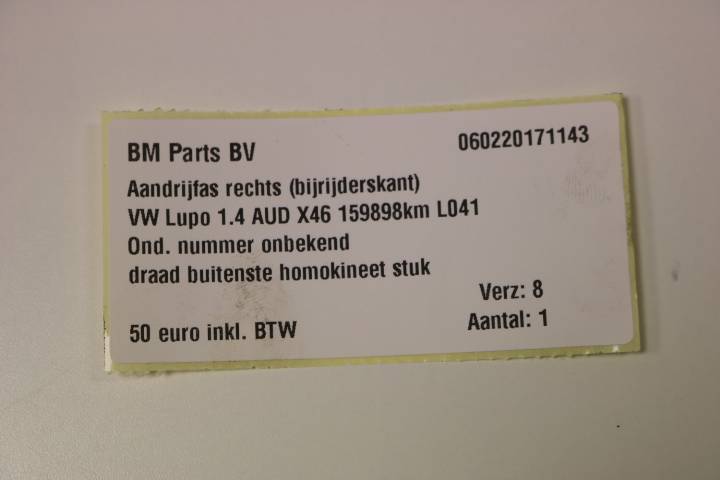 BM Parts BV 060220171143
Aandrijfas rechts (bijrijderskant)
VW Lupo 1.4 AUD X46 159898km L041
Ond. nummer onbekend
draad buitenste homokineet stuk
Verz: 8
50 euro inkl. BTW Aantal: 1